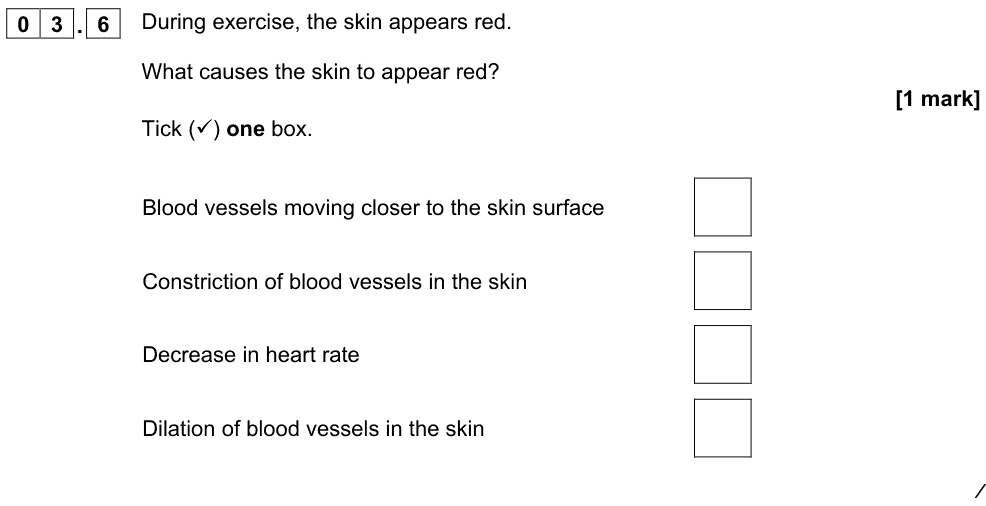 0 3 . 6 During exercise, the skin appears red.
What causes the skin to appear red?
[1 mark]
Tick (✓) one box.
Blood vessels moving closer to the skin surface
Constriction of blood vessels in the skin
Decrease in heart rate
Dilation of blood vessels in the skin
/